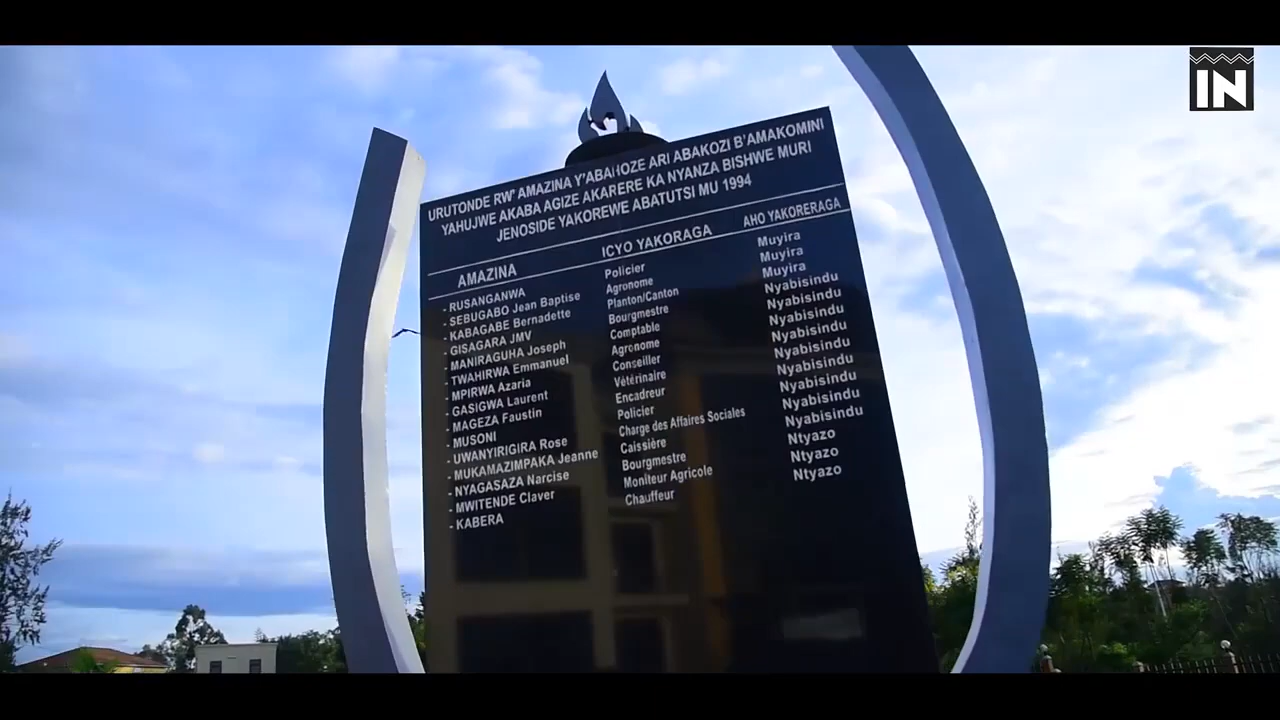 IN
URUTONDE RW' AMAZINA Y'ABAHOZE ARI ABAKOZI B'AMAKOMINI
YAHUJWE AKABA AGIZE AKARERE KA NYANZA BISHWE MURI
JENOSIDE YAKOREWE ABATUTSI MU 1994
AMAZINA ICYO YAKORAGA AHO YAKORERAGA
- RUSANGANWA Policier Muyira
- SEBUGABO Jean Baptise Agronome Muyira
- KABAGABE Bernadette Planton/Canton Muyira
- GISAGARA JMV Bourgmestre Nyabisindu
- MANIRAGUHA Joseph Comptable Nyabisindu
- TWAHIRWA Emmanuel Agronome Nyabisindu
- MPIRWA Azaria Conseiller Nyabisindu
- GASIGWA Laurent Vétérinaire Nyabisindu
- MAGEZA Faustin Encadreur Nyabisindu
- MUSONI Policier Nyabisindu
- UWANYIRIGIRA Rose Charge des Affaires Sociales Nyabisindu
- MUKAMAZIMPAKA Jeanne Caissière Nyabisindu
- NYAGASAZA Narcise Bourgmestre Ntyazo
- MWITENDE Claver Moniteur Agricole Ntyazo
- KABERA Chauffeur Ntyazo